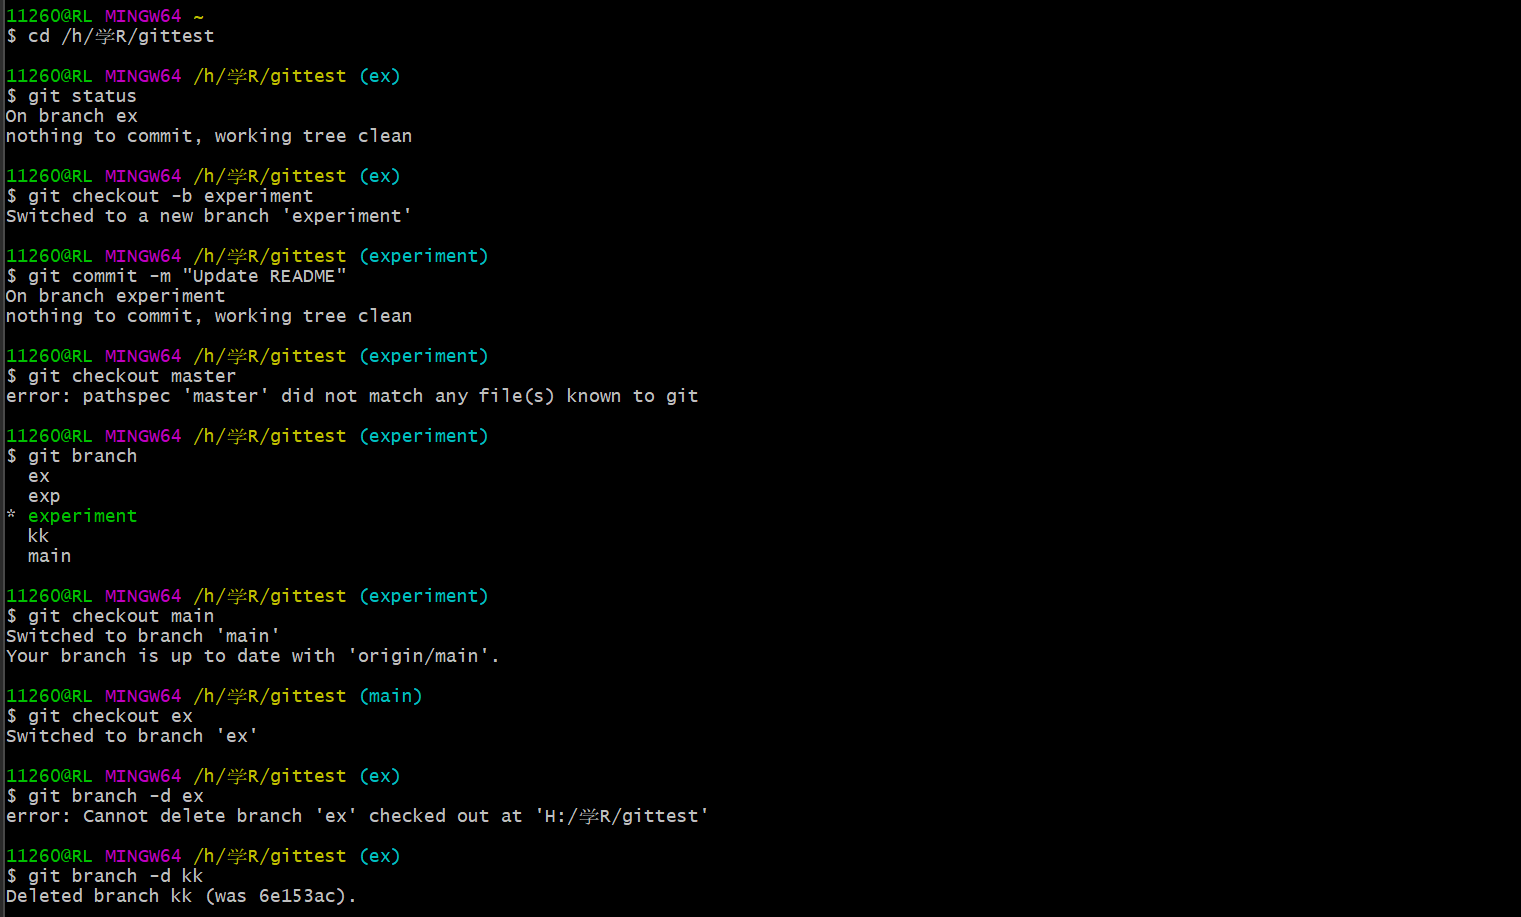 11260@RL MINGW64 ~
$ cd /h/学R/gittest
11260@RL MINGW64 /h/学R/gittest (ex)
$ git status
On branch ex
nothing to commit, working tree clean
11260@RL MINGW64 /h/学R/gittest (ex)
$ git checkout -b experiment
Switched to a new branch 'experiment'
11260@RL MINGW64 /h/学R/gittest (experiment)
$ git commit -m "Update README"
On branch experiment
nothing to commit, working tree clean
11260@RL MINGW64 /h/学R/gittest (experiment)
$ git checkout master
error: pathspec 'master' did not match any file(s) known to git
11260@RL MINGW64 /h/学R/gittest (experiment)
$ git branch
ex
exp
* experiment
kk
main
11260@RL MINGW64 /h/学R/gittest (experiment)
$ git checkout main
Switched to branch 'main'
Your branch is up to date with 'origin/main'.
11260@RL MINGW64 /h/学R/gittest (main)
$ git checkout ex
Switched to branch 'ex'
11260@RL MINGW64 /h/学R/gittest (ex)
$ git branch -d ex
error: Cannot delete branch 'ex' checked out at 'H:/学R/gittest'
11260@RL MINGW64 /h/学R/gittest (ex)
$ git branch -d kk
Deleted branch kk (was 6e153ac).